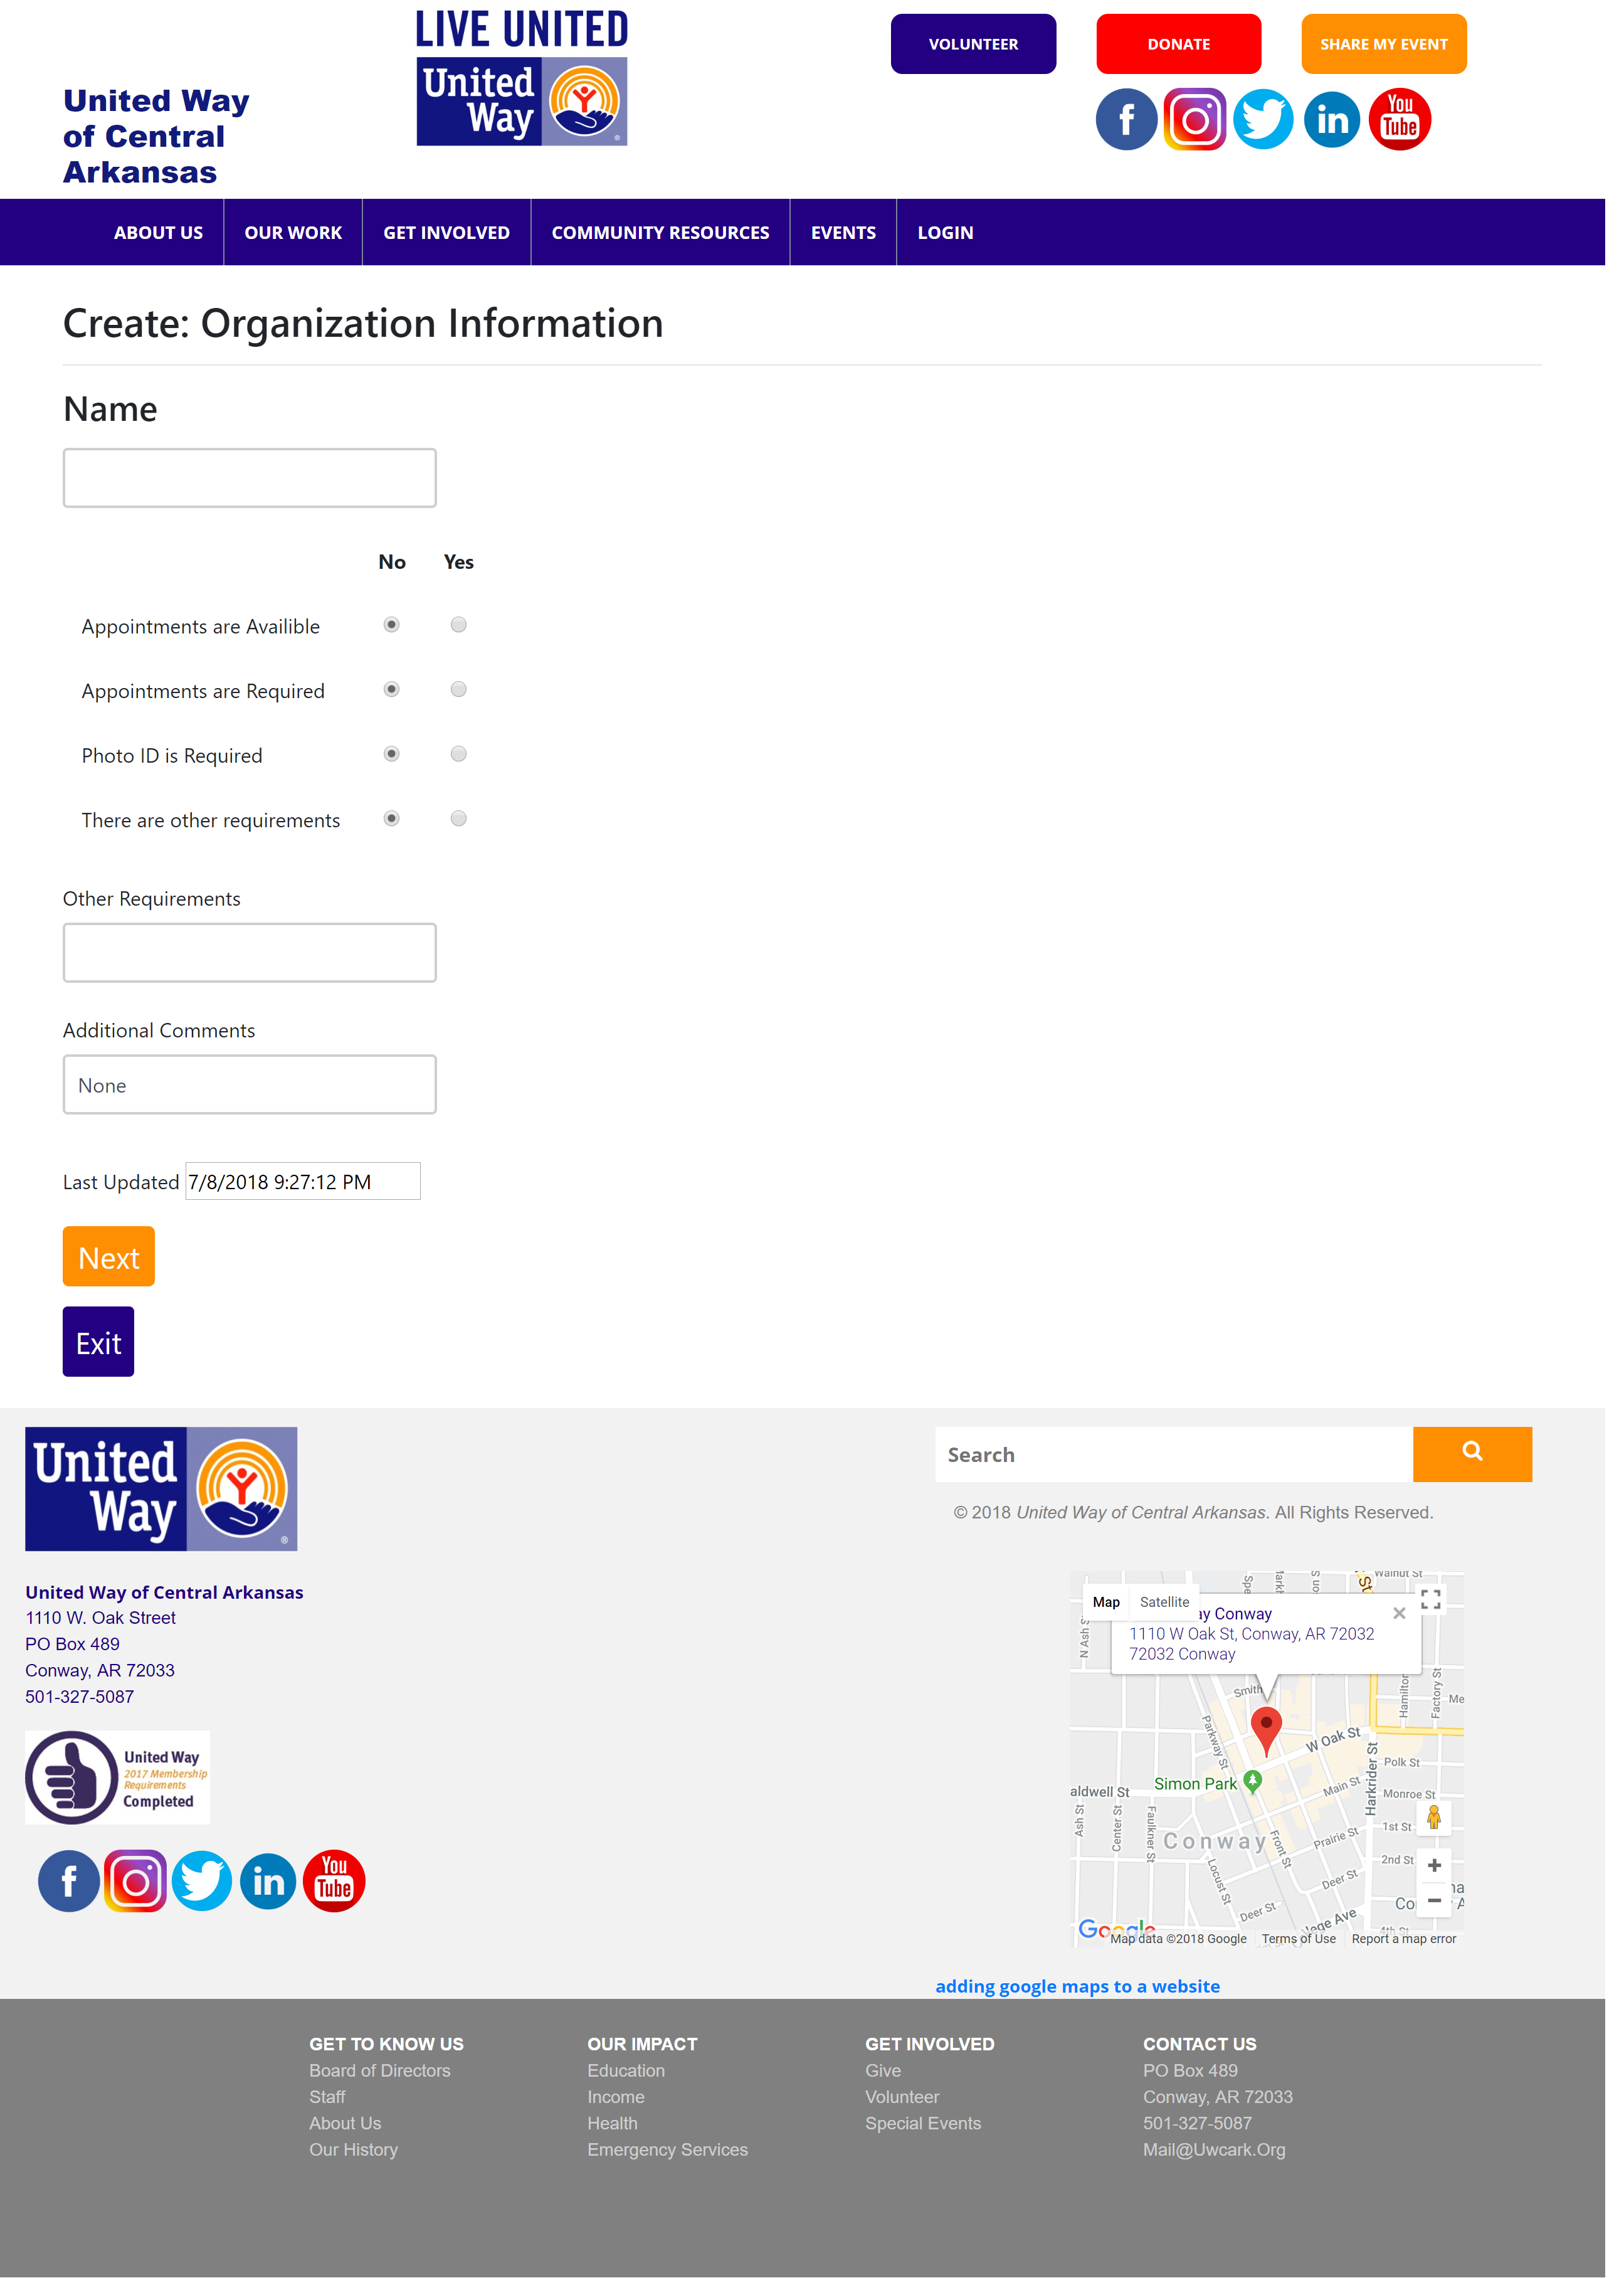 LIVE UNITED
United
Way
United Way
of Central
Arkansas
VOLUNTEER
DONATE
SHARE MY EVENT
You
Tube
ABOUT US
OUR WORK
GET INVOLVED
COMMUNITY RESOURCES
EVENTS
LOGIN
Create: Organization Information
Name
No Yes
Appointments are Availible
Appointments are Required
Photo ID is Required
There are other requirements
Other Requirements
Additional Comments
None
Last Updated 7/8/2018 9:27:12 PM
Next
Exit
United
Way
United Way of Central Arkansas
1110 W. Oak Street
PO Box 489
Conway, AR 72033
501-327-5087
United Way
2017 Membership
Requirements
Completed
You
Tube
Search
© 2018 United Way of Central Arkansas. All Rights Reserved.
Map Satellite
ay Conway
1110 W Oak St, Conway, AR 72032
72032 Conway
Walnut St
N Ash S
Smith
Hamilton
Factory St
Me
Parkway St
W Oak St
Harkrider St
Polk St
Simon Park
Main St
Monroe St
aldwell St
Ash St
Center St
Faulkner St
Conway
Front St
Prairie St
1st St
2nd St
Locust St
Deer St
Deer St
4th St
Google
Map data ©2018 Google
Terms of Use
Report a map error
adding google maps to a website
GET TO KNOW US
Board of Directors
Staff
About Us
Our History
OUR IMPACT
Education
Income
Health
Emergency Services
GET INVOLVED
Give
Volunteer
Special Events
CONTACT US
PO Box 489
Conway, AR 72033
501-327-5087
Mail@Uwcark.Org